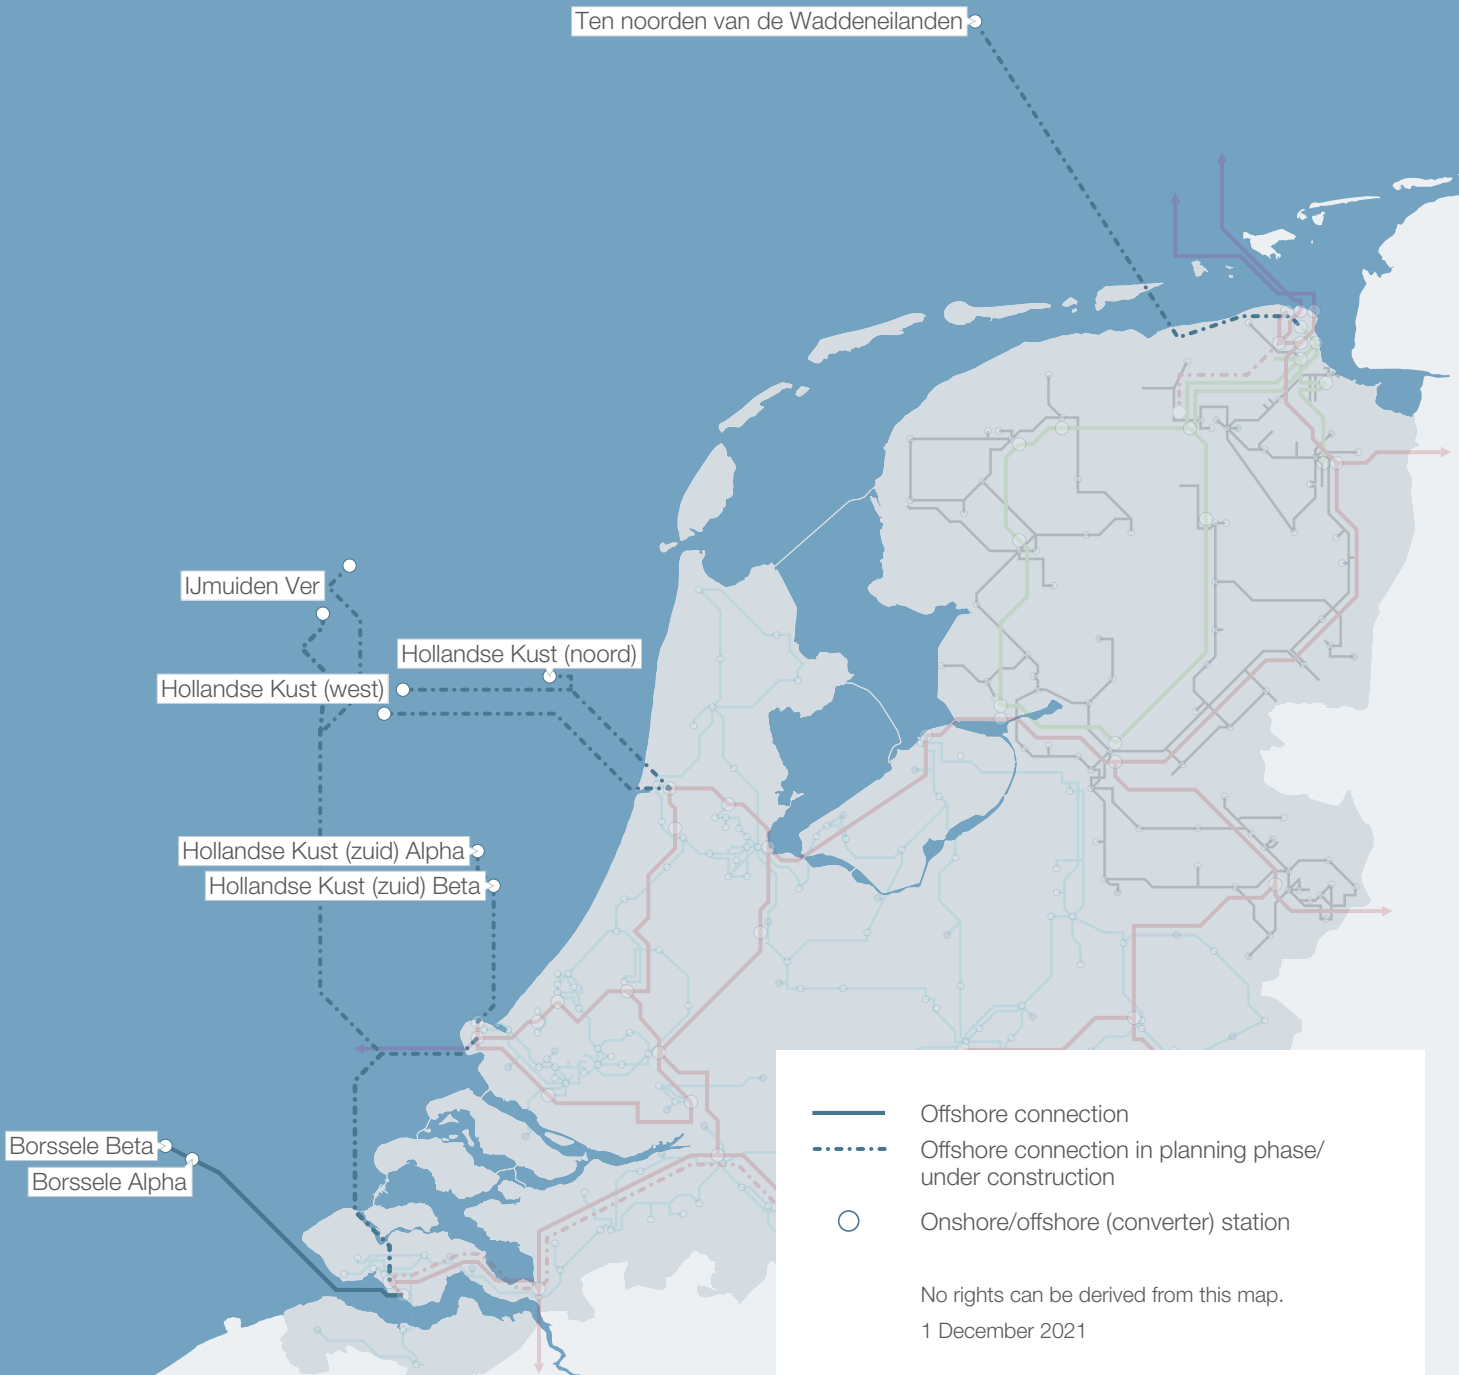 Ten noorden van de Waddeneilanden
IJmuiden Ver
Hollandse Kust (noord)
Hollandse Kust (west)
Hollandse Kust (zuid) Alpha
Hollandse Kust (zuid) Beta
Borssele Beta
Borssele Alpha
Offshore connection
Offshore connection in planning phase/
under construction
Onshore/offshore (converter) station
No rights can be derived from this map.
1 December 2021